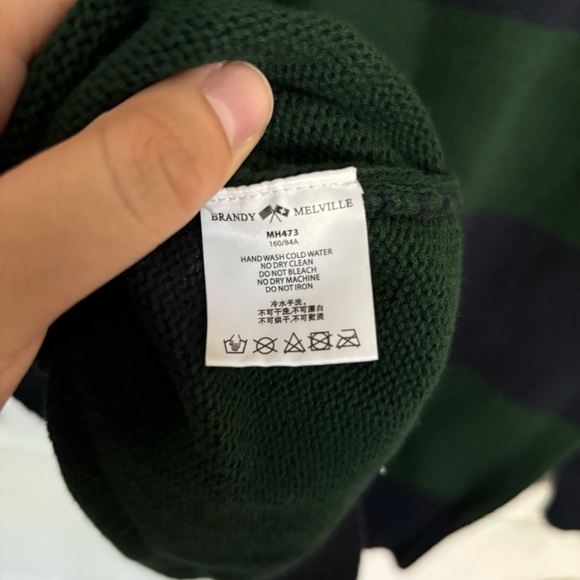 BRANDY MELVILLE
MH473
160/84A
HAND WASH COLD WATER
NO DRY CLEAN
DO NOT BLEACH
NO DRY MACHINE
DO NOT IRON
冷水手洗,
不可干洗,不可漂白
不可烘干,不可熨烫